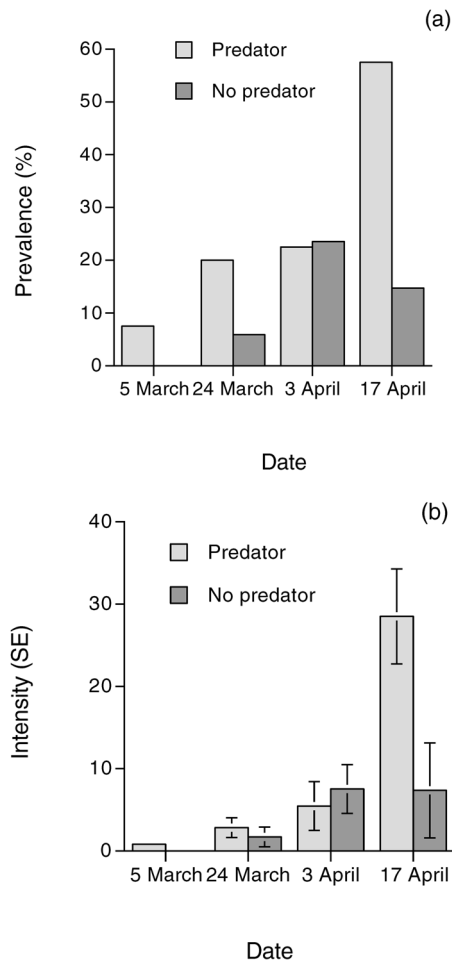 (a)
Predator
No predator
60
50
40
30
20
10
0
Prevalence (%)
5 March 24 March 3 April 17 April
Date
(b)
Predator
No predator
40
30
20
10
0
Intensity (SE)
5 March 24 March 3 April 17 April
Date